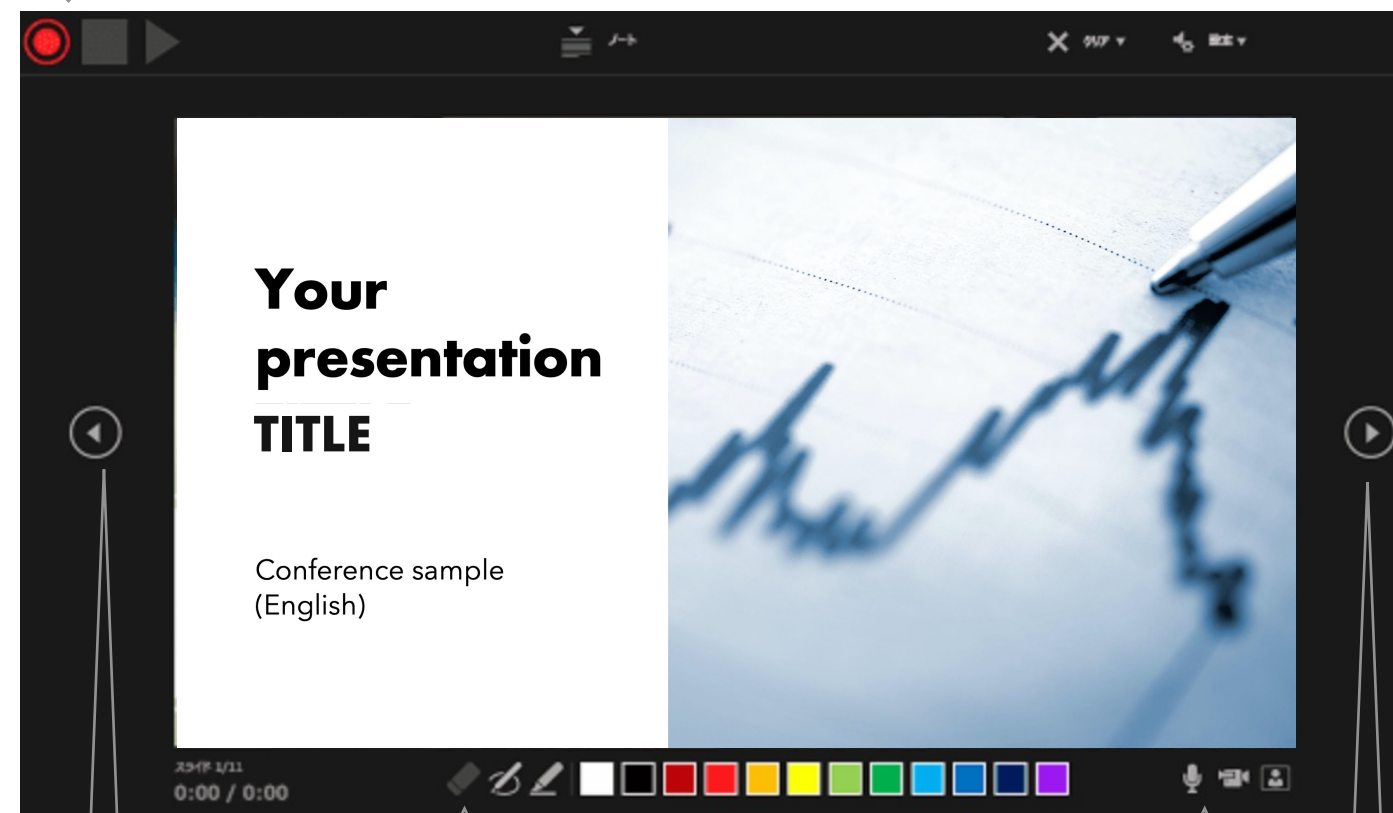 ノート
クリア
設定
Your
presentation
TITLE
Conference sample
(English)
スライド 1/11
0:00 / 0:00